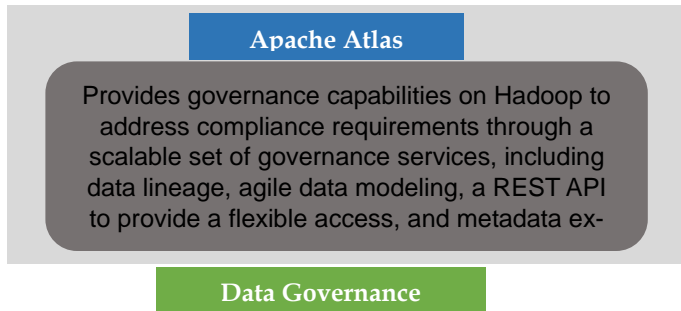 Apache Atlas
Provides governance capabilities on Hadoop to
address compliance requirements through a
scalable set of governance services, including
data lineage, agile data modeling, a REST API
to provide a flexible access, and metadata ex-
Data Governance